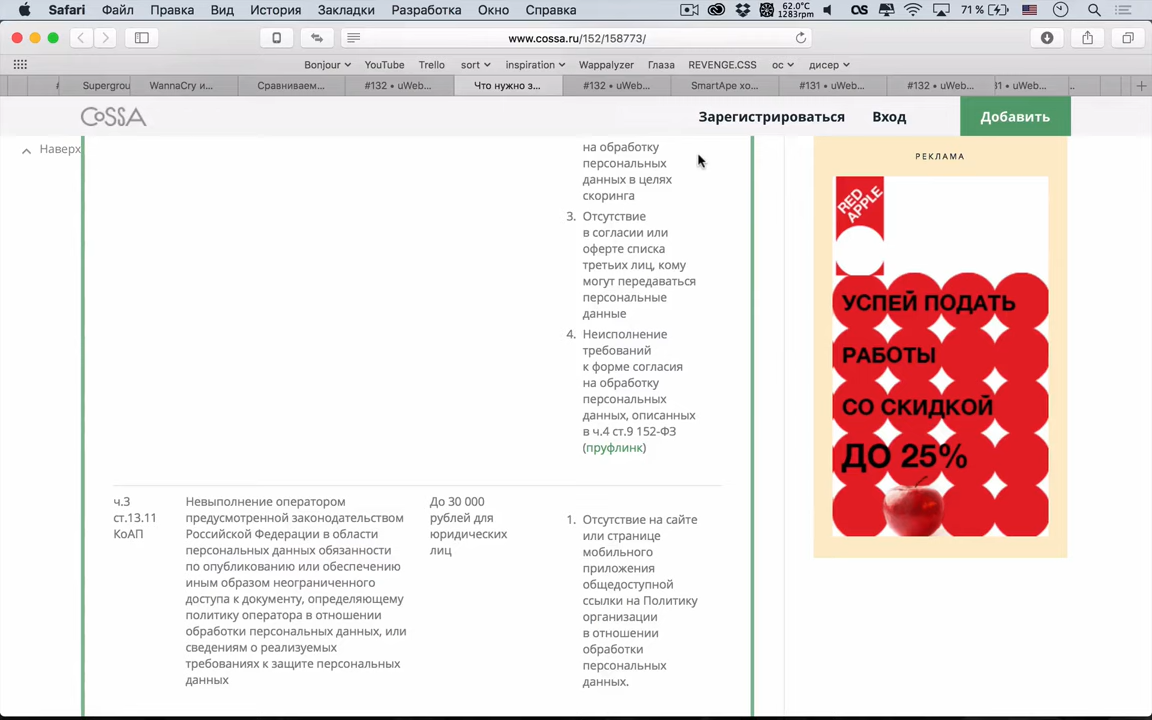 Safari Файл Правка Вид История Закладки Разработка Окно Справка
62.0°C
1283rpm
71 %
www.cossa.ru/152/158773/
Bonjour YouTube Trello sort inspiration Wappalyzer Глаза REVENGE.CSS ос дисер
Supergrou WannaCry и... Сравниваем... #132 • uWeb... Что нужно з... #132 • uWeb... SmartApe хо... #131 • uWeb... #132 • uWeb...
COSSA
Зарегистрироваться Вход Добавить
Наверх
на обработку
персональных
данных в целях
скоринга
3. Отсутствие
в согласии или
оферте списка
третьих лиц, кому
могут передаваться
персональные
данные
4. Неисполнение
требований
к форме согласия
на обработку
персональных
данных, описанных
в ч.4 ст.9 152-ФЗ
(пруфлинк)
ч.3
ст.13.11
КоАП
Невыполнение оператором
предусмотренной законодательством
Российской Федерации в области
персональных данных обязанности
по опубликованию или обеспечению
иным образом неограниченного
доступа к документу, определяющему
политику оператора в отношении
обработки персональных данных, или
сведениям о реализуемых
требованиях к защите персональных
данных
До 30 000
рублей для
юридических
лиц
1. Отсутствие на сайте
или странице
мобильного
приложения
общедоступной
ссылки на Политику
организации
в отношении
обработки
персональных
данных.
РЕКЛАМА
RED
APPLE
УСПЕЙ ПОДАТЬ
РАБОТЫ
СО СКИДКОЙ
ДО 25%